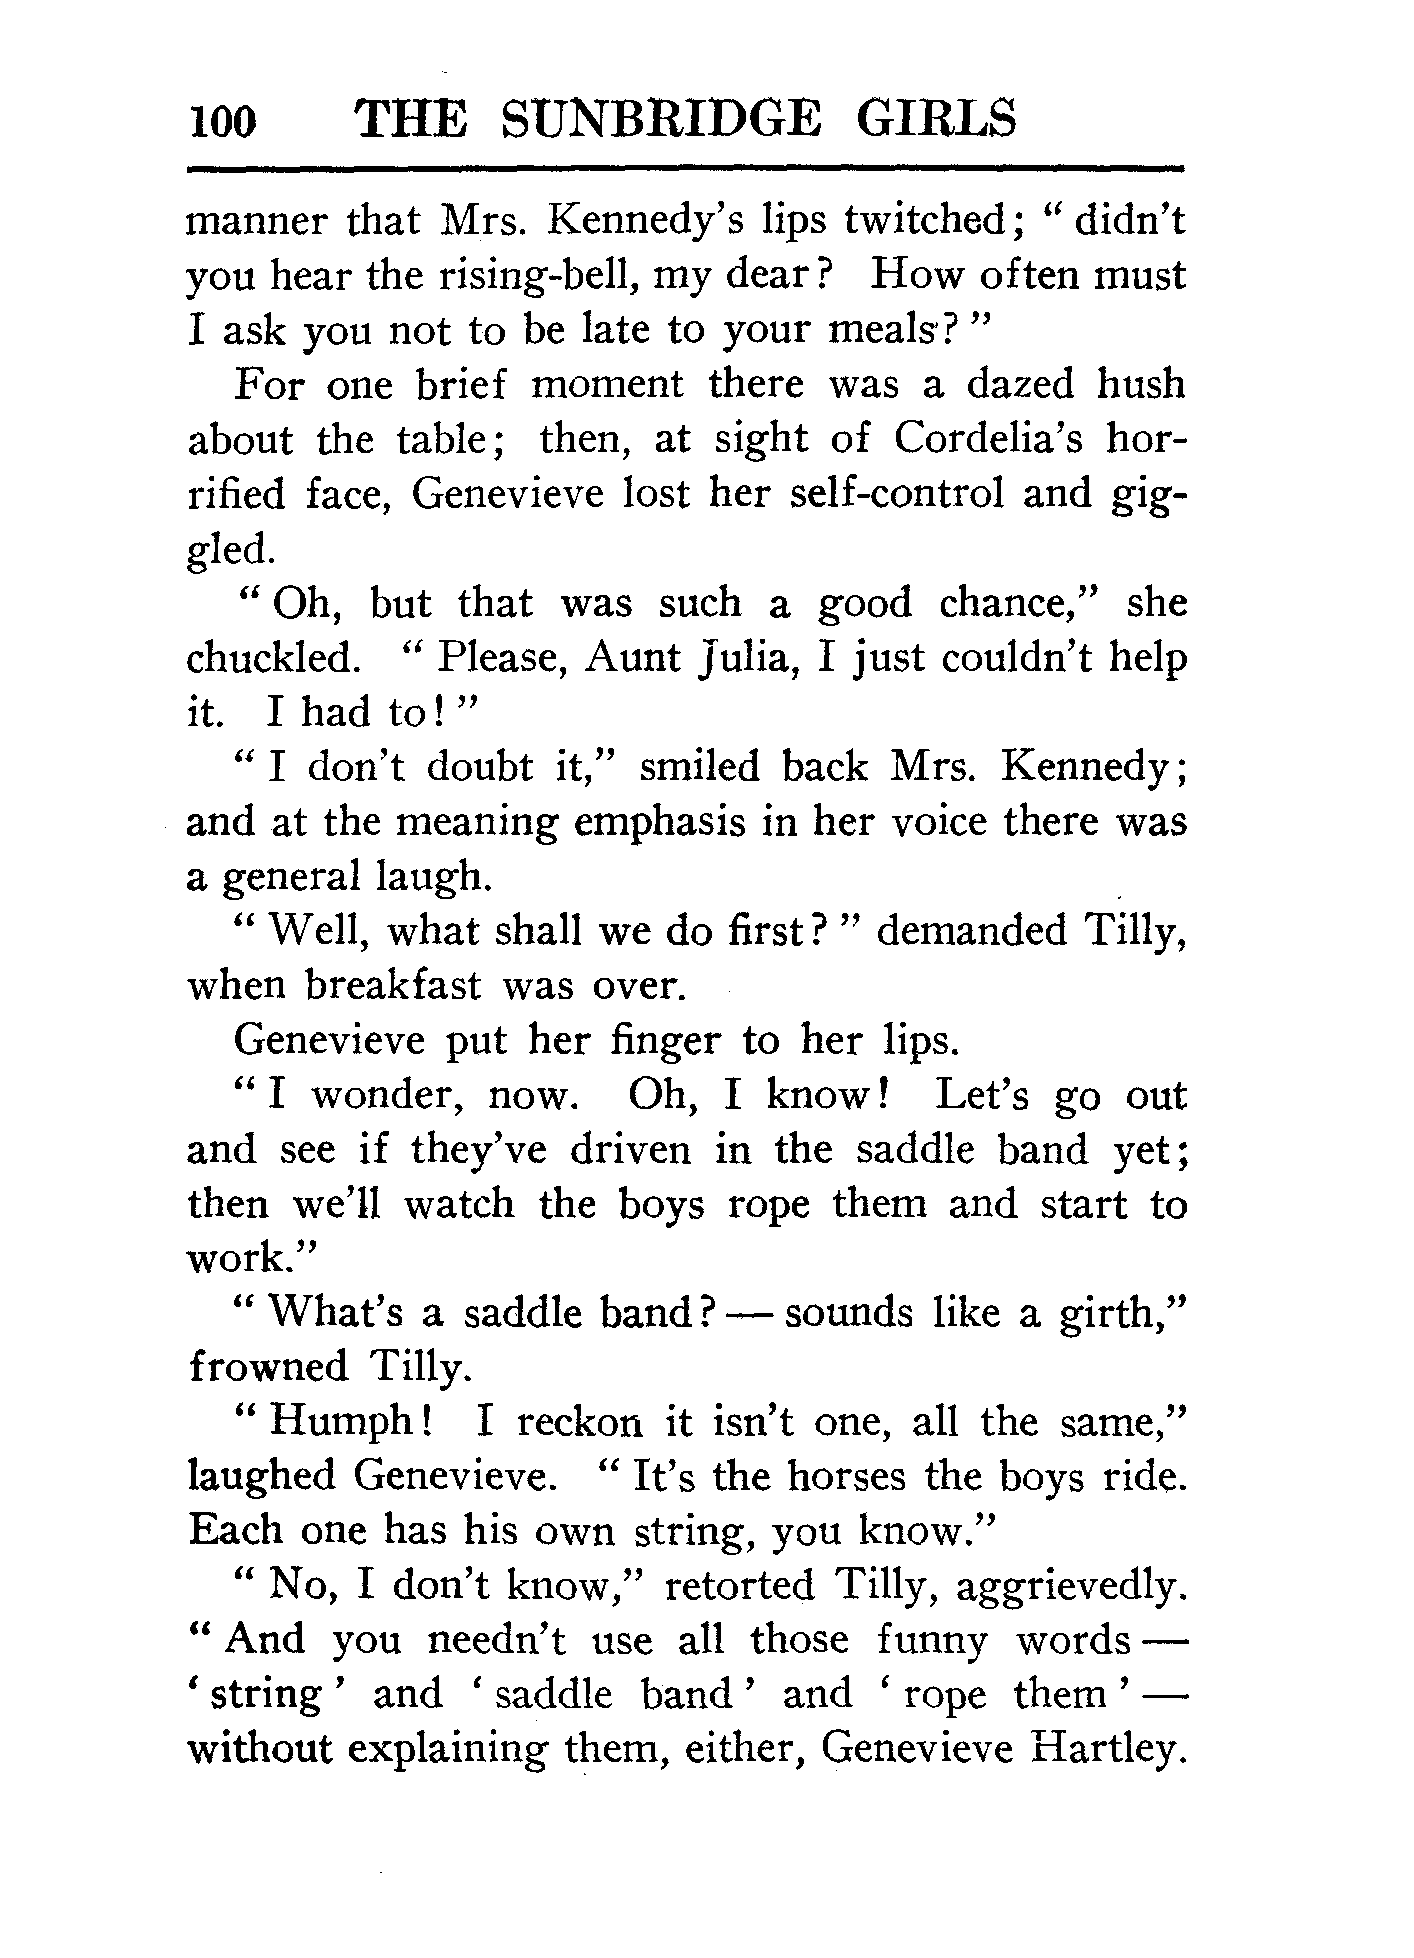 100 THE SUNBRIDGE GIRLS
manner that Mrs. Kennedy's lips twitched; " didn't
you hear the rising-bell, my dear? How often must
I ask you not to be late to your meals? "
For one brief moment there was a dazed hush
about the table; then, at sight of Cordelia's hor-
rified face, Genevieve lost her self-control and gig-
gled.
" Oh, but that was such a good chance," she
chuckled. " Please, Aunt Julia, I just couldn't help
it. I had to! "
" I don't doubt it," smiled back Mrs. Kennedy;
and at the meaning emphasis in her voice there was
a general laugh.
" Well, what shall we do first? " demanded Tilly,
when breakfast was over.
Genevieve put her finger to her lips.
" I wonder, now. Oh, I know! Let's go out
and see if they've driven in the saddle band yet;
then we'll watch the boys rope them and start to
work."
" What's a saddle band? — sounds like a girth,"
frowned Tilly.
" Humph! I reckon it isn't one, all the same,"
laughed Genevieve. " It's the horses the boys ride.
Each one has his own string, you know."
" No, I don't know," retorted Tilly, aggrievedly.
" And you needn't use all those funny words —
' string ' and ' saddle band ' and ' rope them ' —
without explaining them, either, Genevieve Hartley.